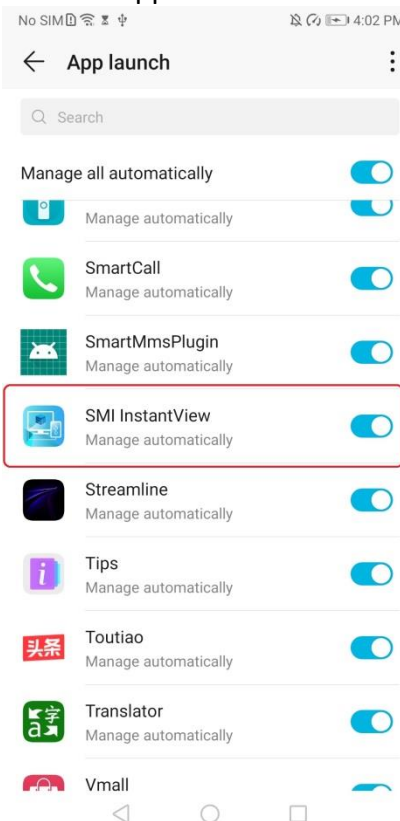 No SIM 4:02 PM
App launch
Search
Manage all automatically
Manage automatically
SmartCall
Manage automatically
SmartMmsPlugin
Manage automatically
SMI InstantView
Manage automatically
Streamline
Manage automatically
i Tips
Manage automatically
头条 Toutiao
Manage automatically
字 a Translator
Manage automatically
Vmall